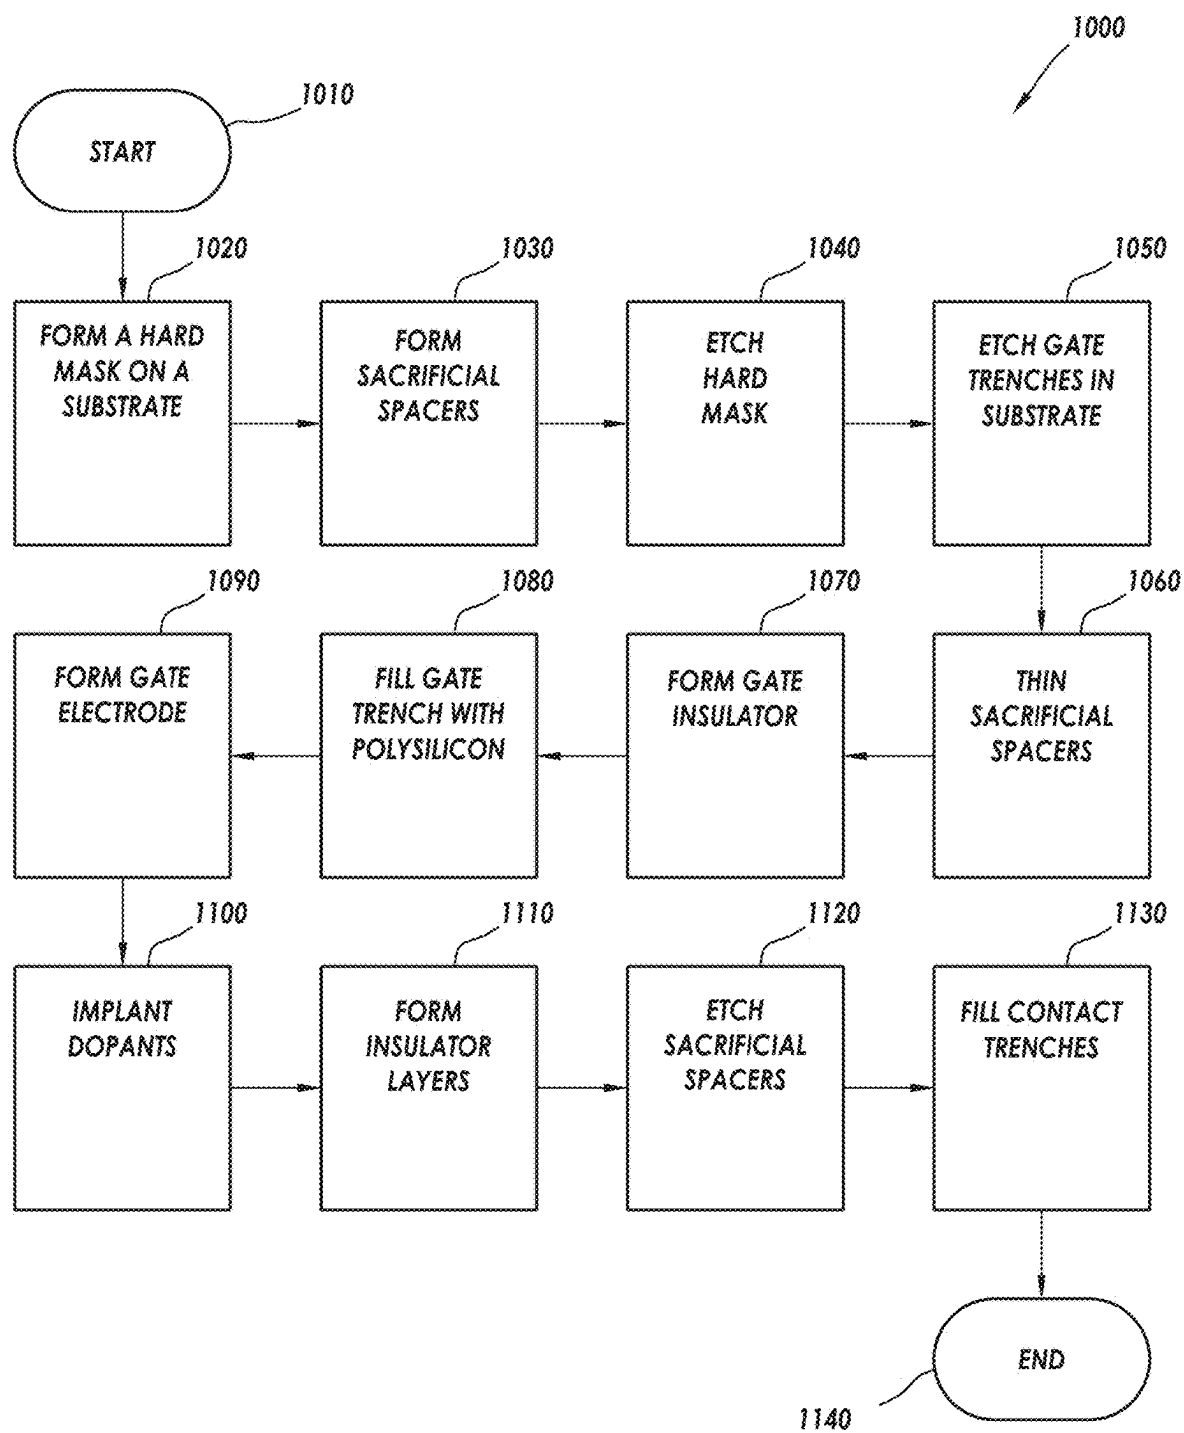 1000
1010
START
1020
FORM A HARD
MASK ON A
SUBSTRATE
1030
FORM
SACRIFICIAL
SPACERS
1040
ETCH
HARD
MASK
1050
ETCH GATE
TRENCHES IN
SUBSTRATE
1060
THIN
SACRIFICIAL
SPACERS
1070
FORM GATE
INSULATOR
1080
FILL GATE
TRENCH WITH
POLYSILICON
1090
FORM GATE
ELECTRODE
1100
IMPLANT
DOPANTS
1110
FORM
INSULATOR
LAYERS
1120
ETCH
SACRIFICIAL
SPACERS
1130
FILL CONTACT
TRENCHES
END
1140